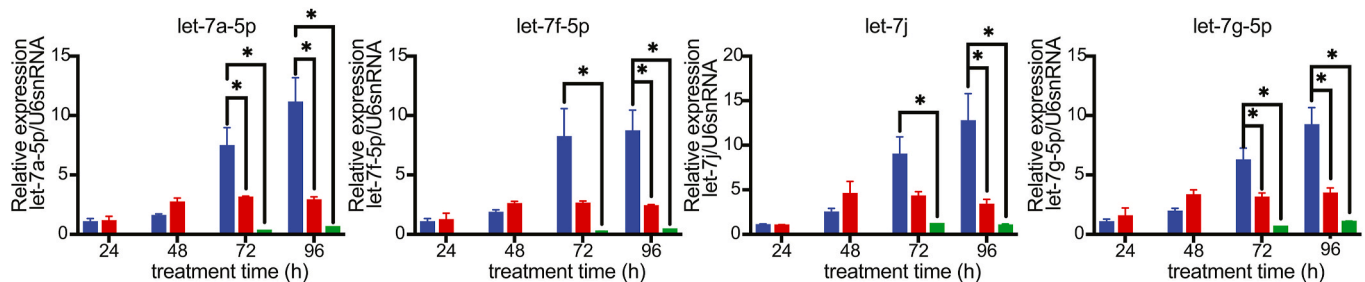 let-7a-5p
Relative expression
let-7a-5p/U6snRNA
15
10
5
0
* *
* *
24 48 72 96
treatment time (h)
let-7f-5p
Relative expression
let-7f-5p/U6snRNA
15
10
5
0
*
* *
24 48 72 96
treatment time (h)
let-7j
Relative expression
let-7j/U6snRNA
20
15
10
5
0
*
* *
24 48 72 96
treatment time (h)
let-7g-5p
Relative expression
let-7g-5p/U6snRNA
15
10
5
0
* *
* *
24 48 72 96
treatment time (h)